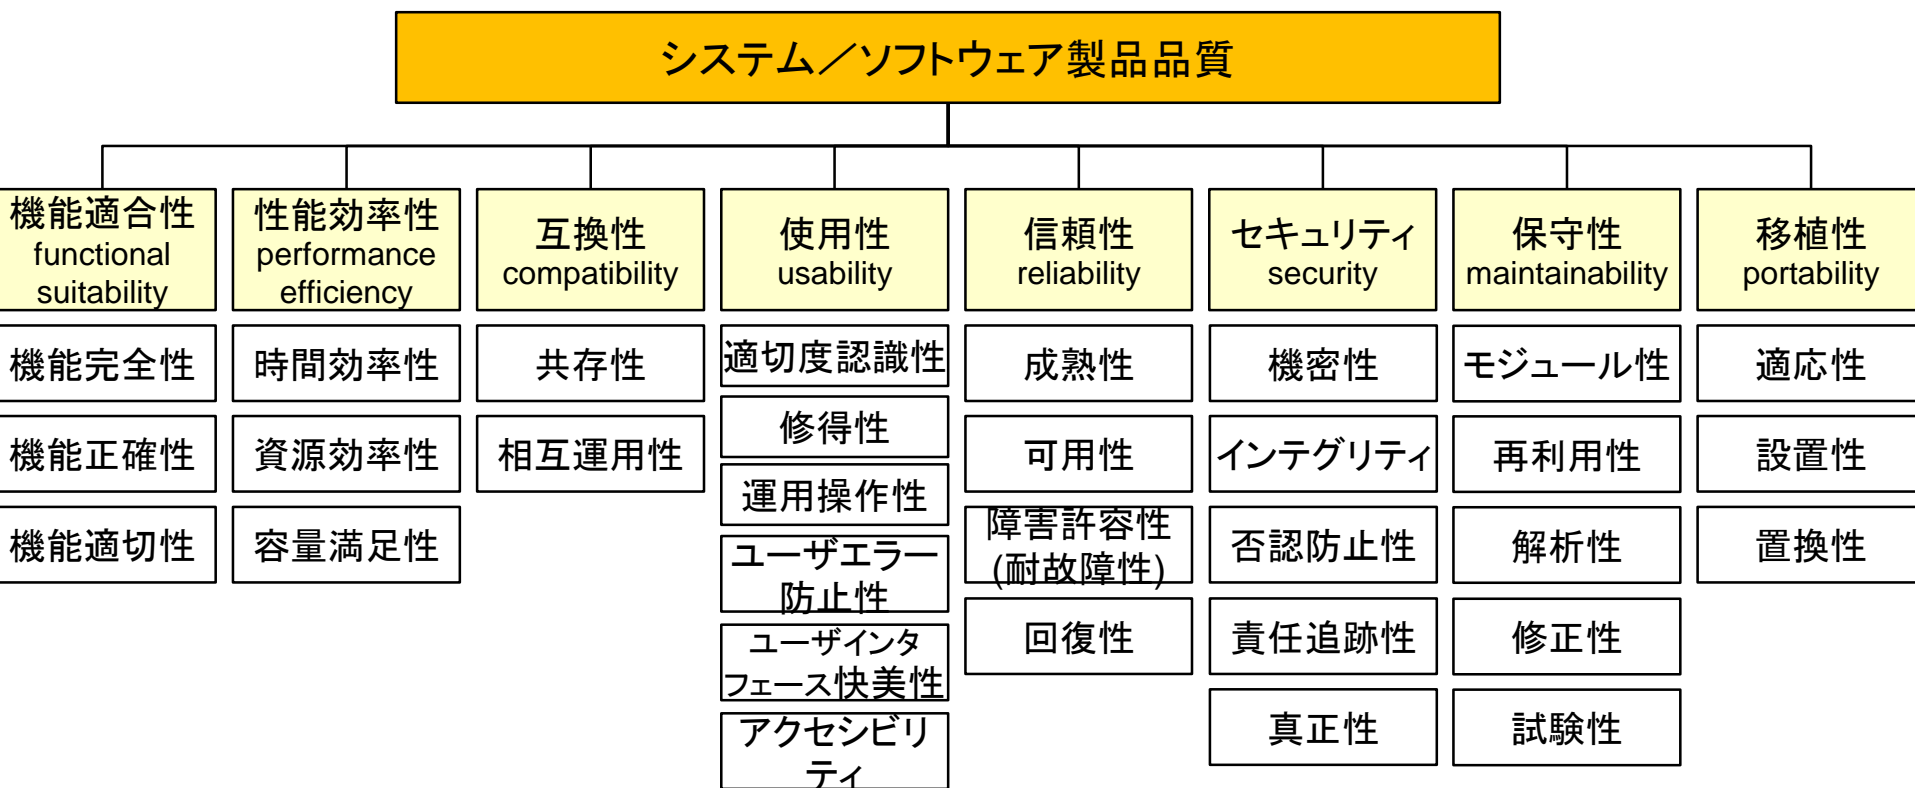 システム／ソフトウェア製品品質
機能適合性
functional
suitability
性能効率性
performance
efficiency
互換性
compatibility
使用性
usability
信頼性
reliability
セキュリティ
security
保守性
maintainability
移植性
portability
機能完全性
機能正確性
機能適切性
時間効率性
資源効率性
容量満足性
共存性
相互運用性
適切度認識性
修得性
運用操作性
ユーザエラー
防止性
ユーザインタ
フェース快美性
アクセシビリ
ティ
成熟性
可用性
障害許容性
(耐故障性)
回復性
機密性
インテグリティ
否認防止性
責任追跡性
真正性
モジュール性
再利用性
解析性
修正性
試験性
適応性
設置性
置換性